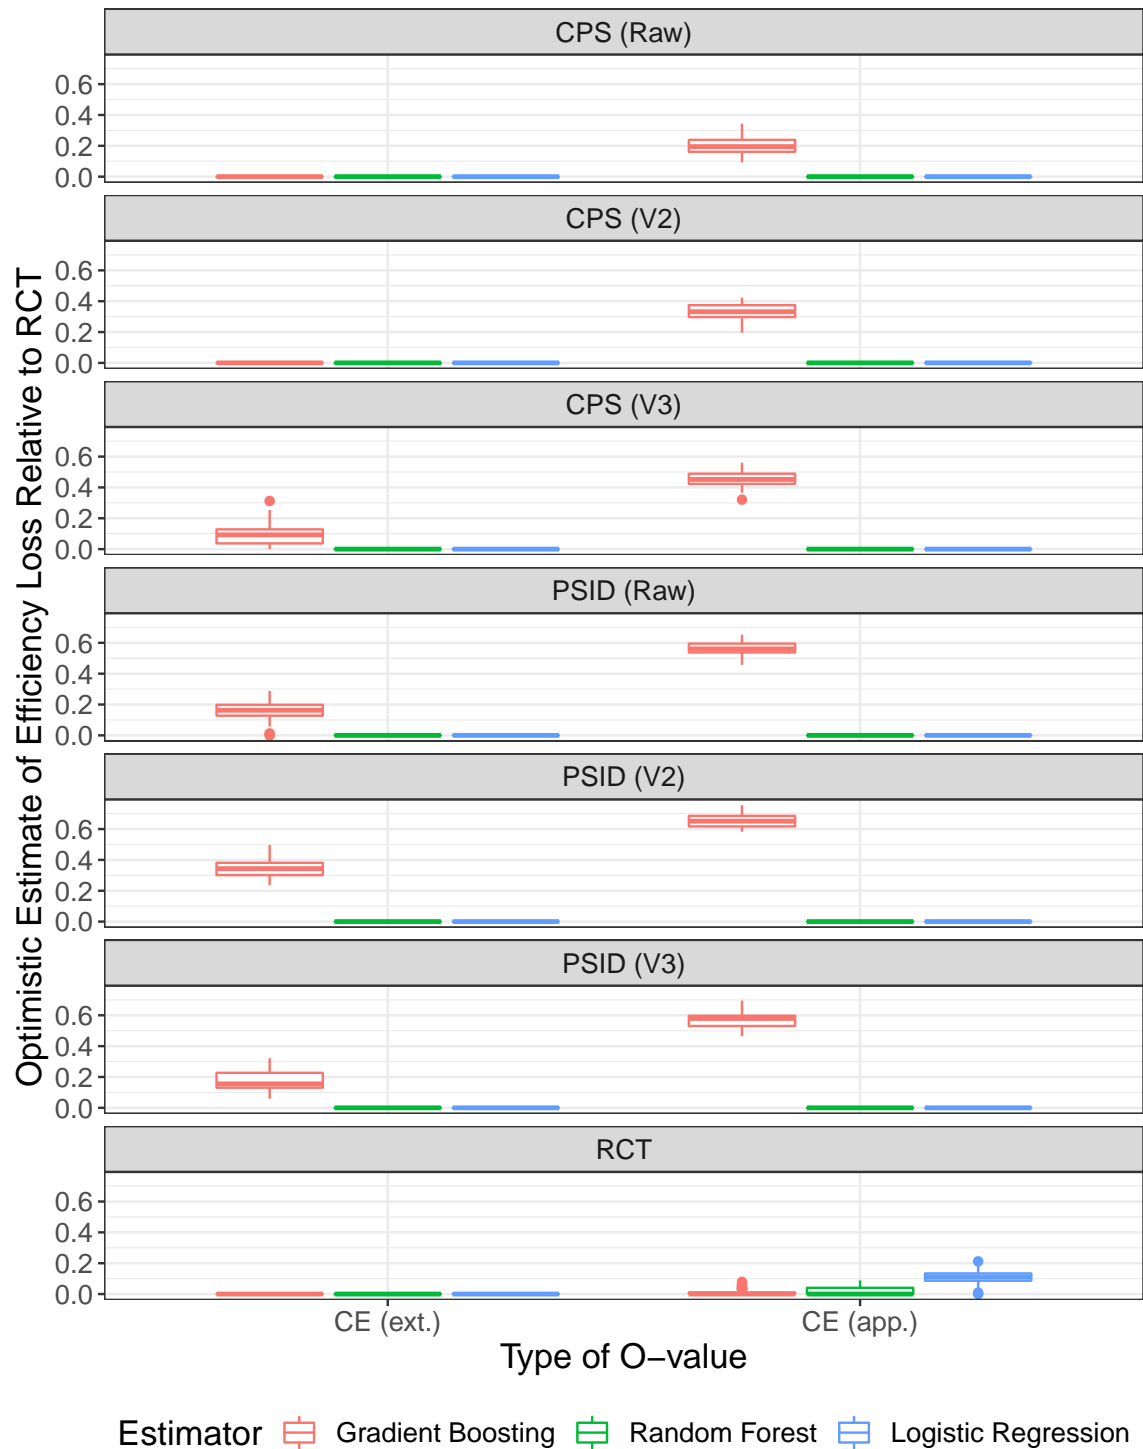 Optimistic Estimate of Efficiency Loss Relative to RCT
CPS (Raw)
0.6
0.4
0.2
0.0
CPS (V2)
0.6
0.4
0.2
0.0
CPS (V3)
0.6
0.4
0.2
0.0
PSID (Raw)
0.6
0.4
0.2
0.0
PSID (V2)
0.6
0.4
0.2
0.0
PSID (V3)
0.6
0.4
0.2
0.0
RCT
0.6
0.4
0.2
0.0
CE (ext.) CE (app.)
Type of O−value
Estimator Gradient Boosting Random Forest Logistic Regression